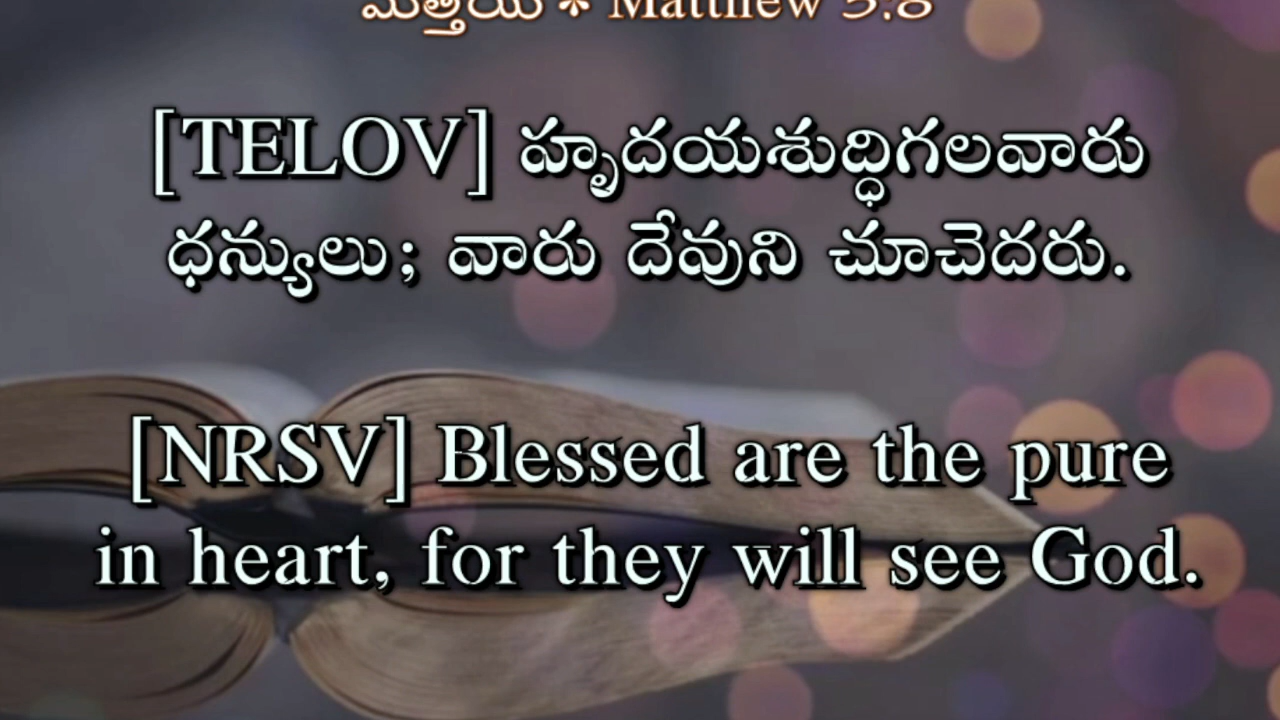 మత్తయి * Matthew 5:8
[TELOV] హృదయశుద్ధిగలవారు
ధన్యులు; వారు దేవుని చూచెదరు.
[NRSV] Blessed are the pure
in heart, for they will see God.